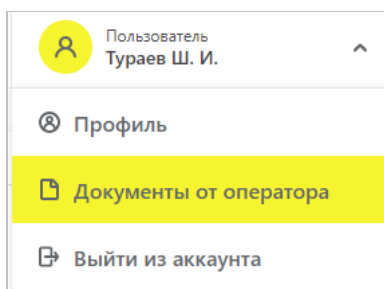 Пользователь
Тураев Ш. И.
Профиль
Документы от оператора
Выйти из аккаунта